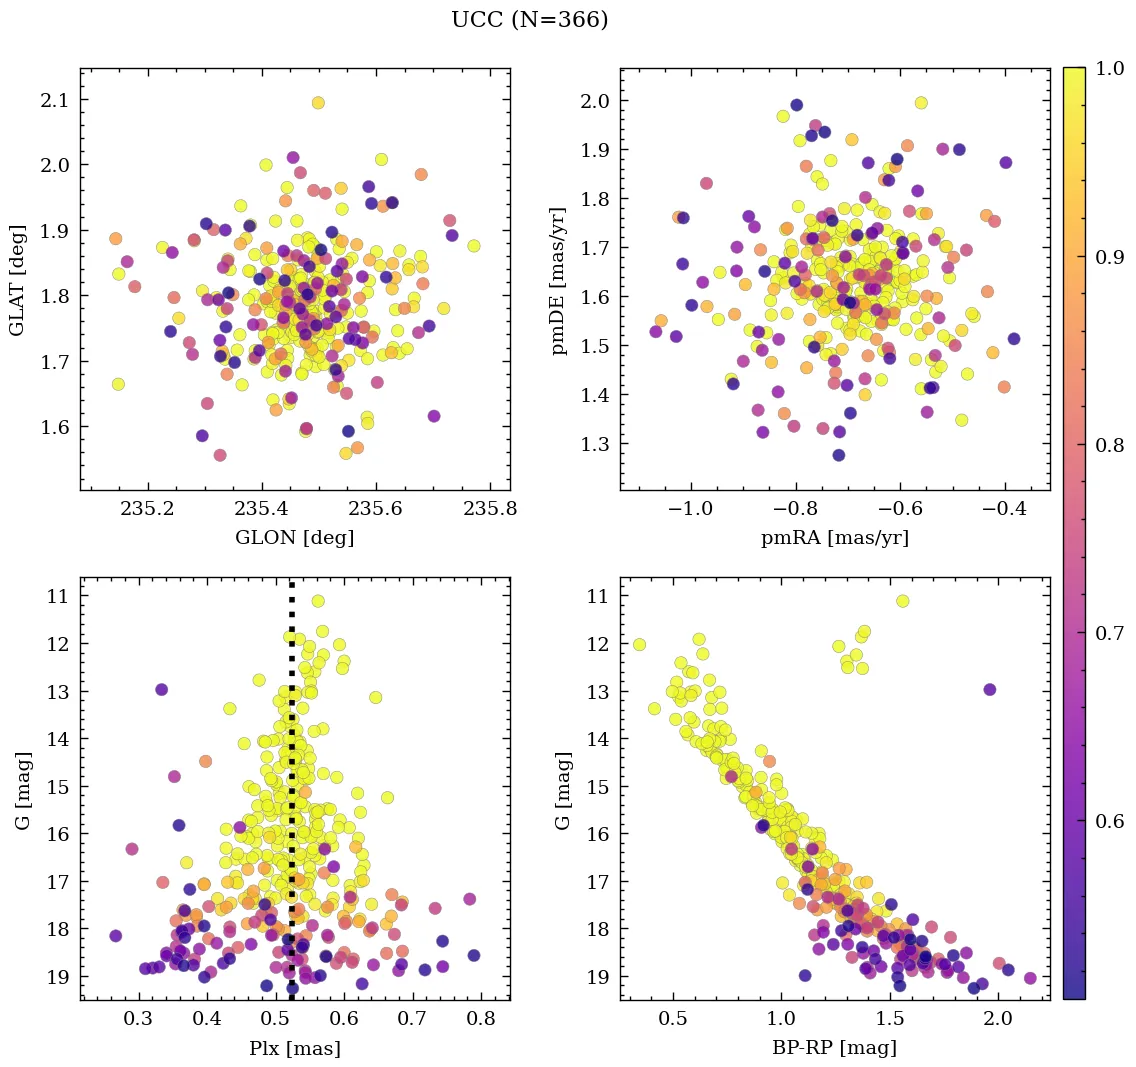 UCC (N=366)
2.1
2.0
1.9
1.8
1.7
1.6
GLAT [deg]
235.2 235.4 235.6 235.8
GLON [deg]
2.0
1.9
1.8
1.7
1.6
1.5
1.4
1.3
pmDE [mas/yr]
−1.0 −0.8 −0.6 −0.4
pmRA [mas/yr]
1.0
0.9
0.8
0.7
0.6
11
12
13
14
15
16
17
18
19
G [mag]
0.3 0.4 0.5 0.6 0.7 0.8
Plx [mas]
11
12
13
14
15
16
17
18
19
G [mag]
0.5 1.0 1.5 2.0
BP-RP [mag]